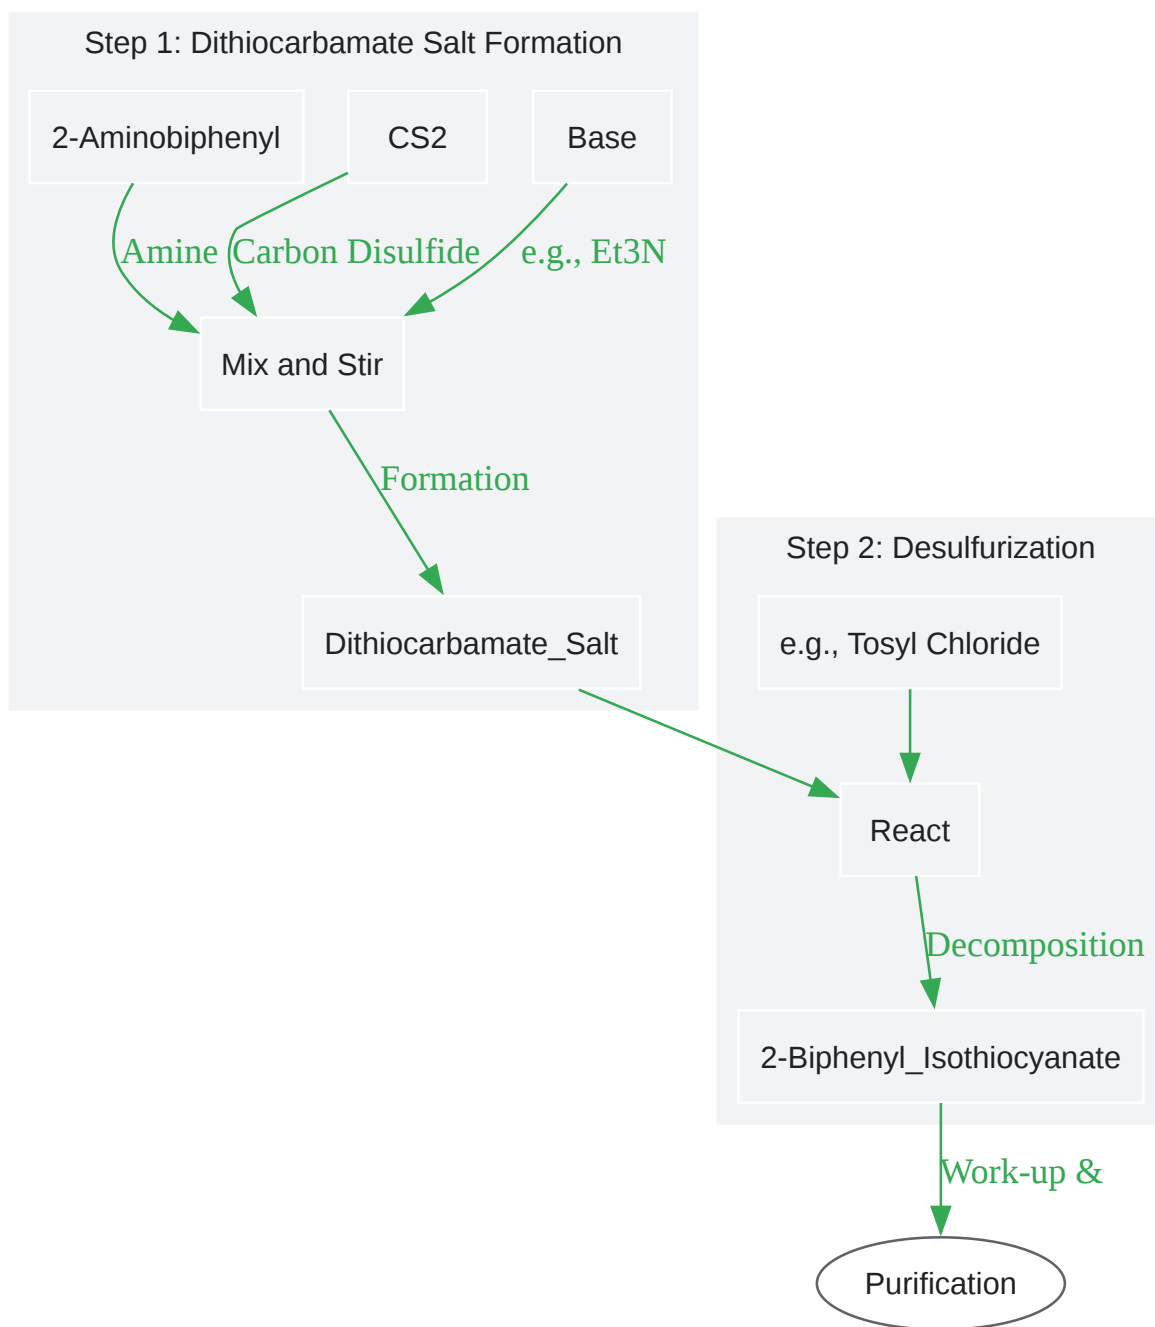 Step 1: Dithiocarbamate Salt Formation
2-Aminobiphenyl
CS2
Base
Amine
Carbon Disulfide
e.g., Et3N
Mix and Stir
Formation
Dithiocarbamate_Salt
Step 2: Desulfurization
e.g., Tosyl Chloride
React
Decomposition
2-Biphenyl_Isothiocyanate
Work-up &
Purification